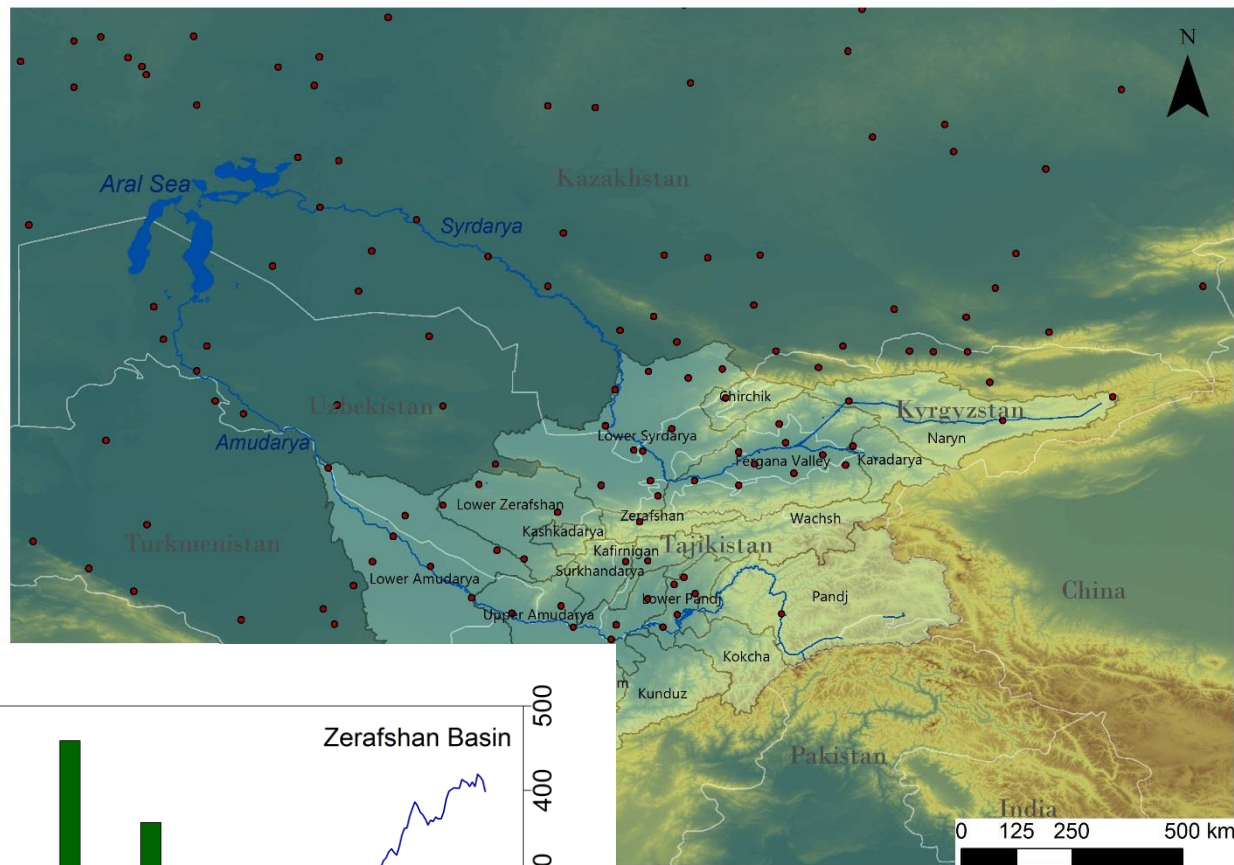 N
Kazakhstan
Aral Sea
Syrdarya
Uzbekistan
Chirchik
Kyrgyzstan
Amudarya
Lower Syrdarya
Naryn
Fergana Valley
Karadarya
Lower Zerafshan
Zerafshan
Wachsh
Kashkadarya
Turkmenistan
Kafirnigan
Tajikistan
Surkhandarya
Lower Amudarya
China
Lower Pandj
Pandj
Upper Amudarya
Kokcha
Kunduz
Pakistan
India
0 125 250 500 km
Zerafshan Basin
500
400